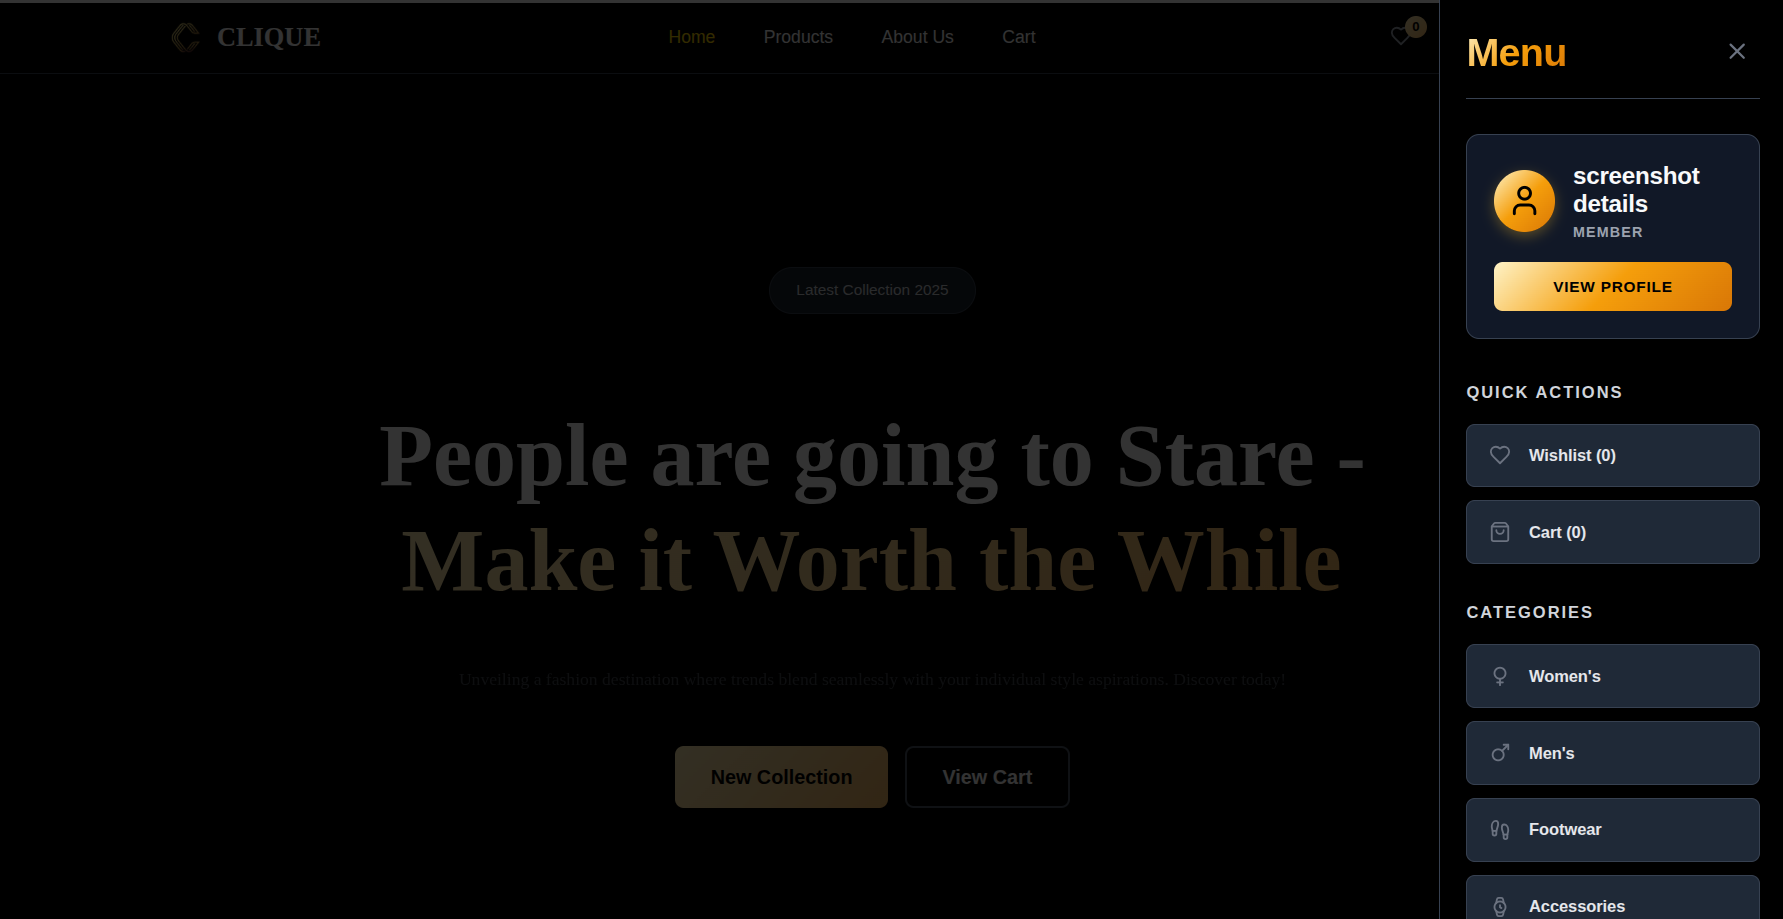 CLIQUE
Home
Products
About Us
Cart
0
Latest Collection 2025
People are going to Stare -
Make it Worth the While
Unveiling a fashion destination where trends blend seamlessly with your individual style aspirations. Discover today!
New Collection
View Cart
Menu
screenshot
details
MEMBER
VIEW PROFILE
QUICK ACTIONS
Wishlist (0)
Cart (0)
CATEGORIES
Women's
Men's
Footwear
Accessories